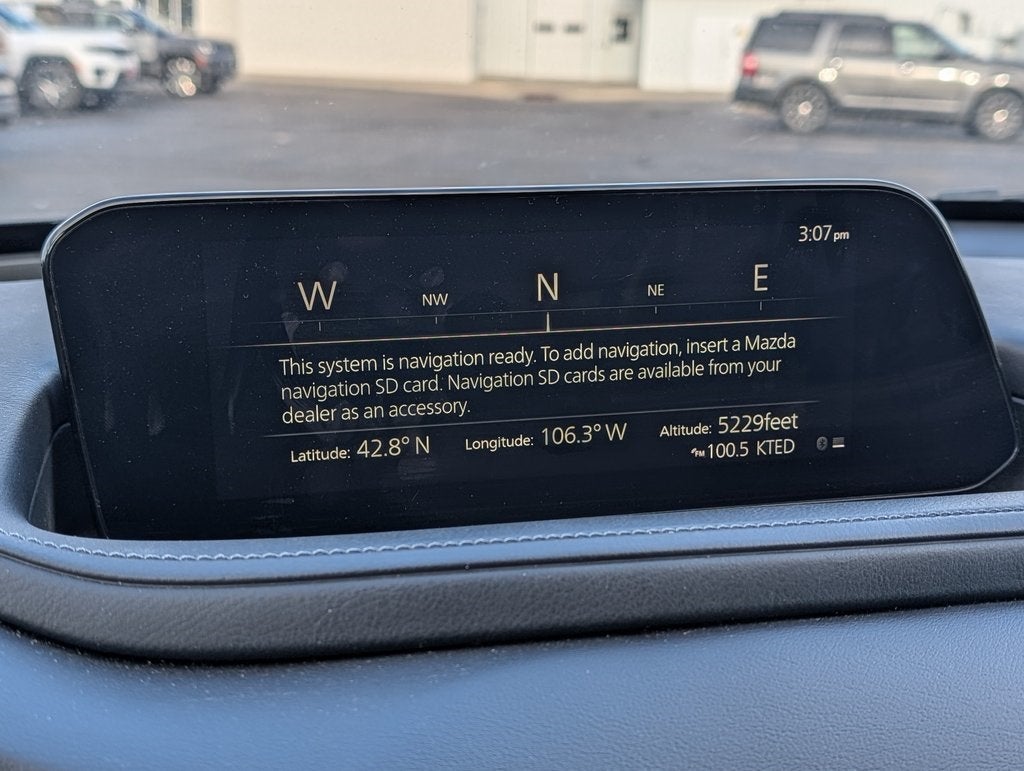 3:07pm
W NW N NE E
This system is navigation ready. To add navigation, insert a Mazda
navigation SD card. Navigation SD cards are available from your
dealer as an accessory.
Latitude: 42.8° N Longitude: 106.3° W Altitude: 5229feet
FM 100.5 KTED